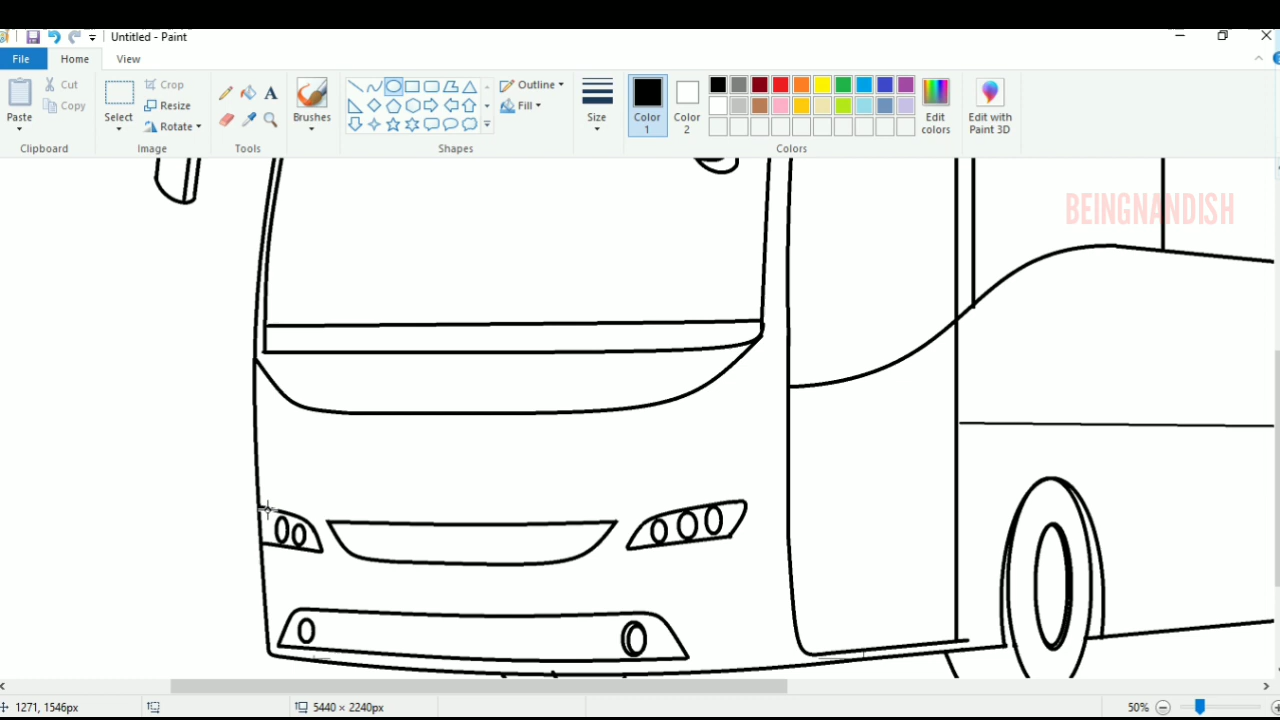 Untitled - Paint
File Home View
Paste
Cut
Copy
Clipboard
Select
Crop
Resize
Rotate
Image
A
Tools
Brushes
Outline
Fill
Shapes
Size
Color 1
Color 2
Edit colors
Colors
Edit with Paint 3D
BEINGNANDISH
1271, 1546px
5440 × 2240px
50%